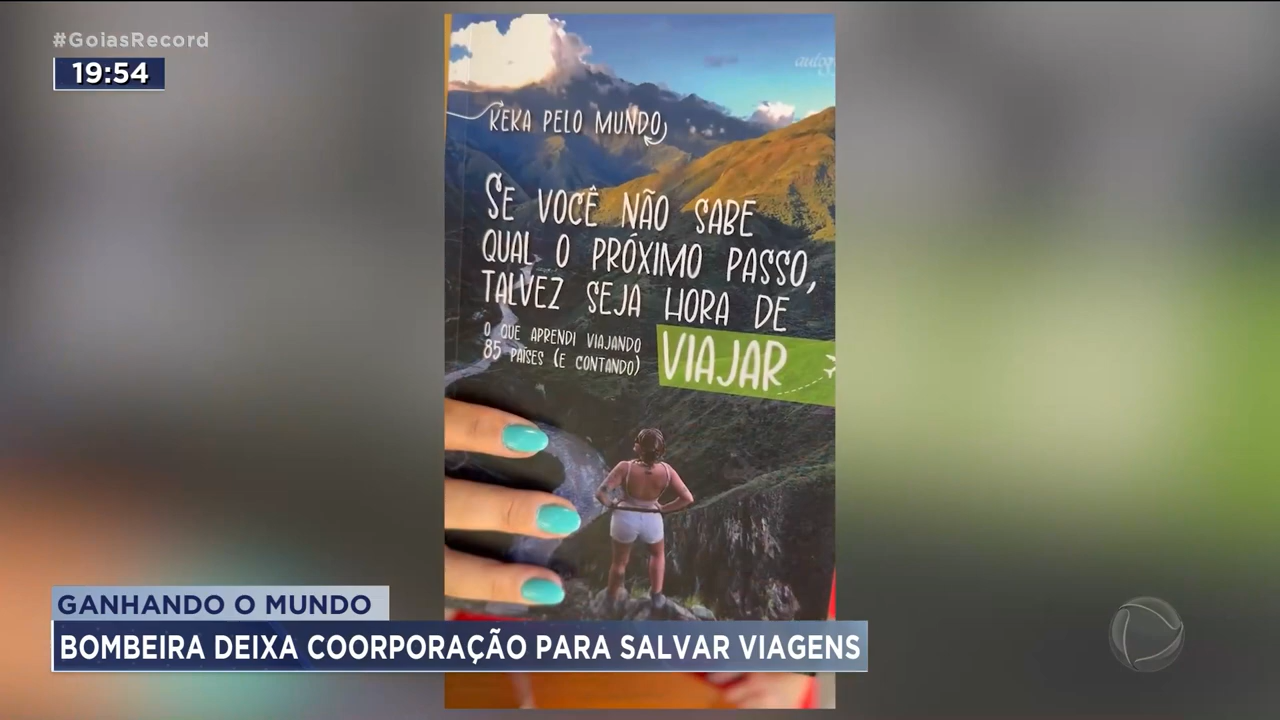 #GoiasRecord
19:54
KEKA PELO MUNDO
SE VOCÊ NÃO SABE
QUAL O PRÓXIMO PASSO,
TALVEZ SEJA HORA DE
VIAJAR
O QUE APRENDI VIAJANDO
85 PAÍSES (E CONTANDO)
GANHANDO O MUNDO
BOMBEIRA DEIXA COORPORAÇÃO PARA SALVAR VIAGENS